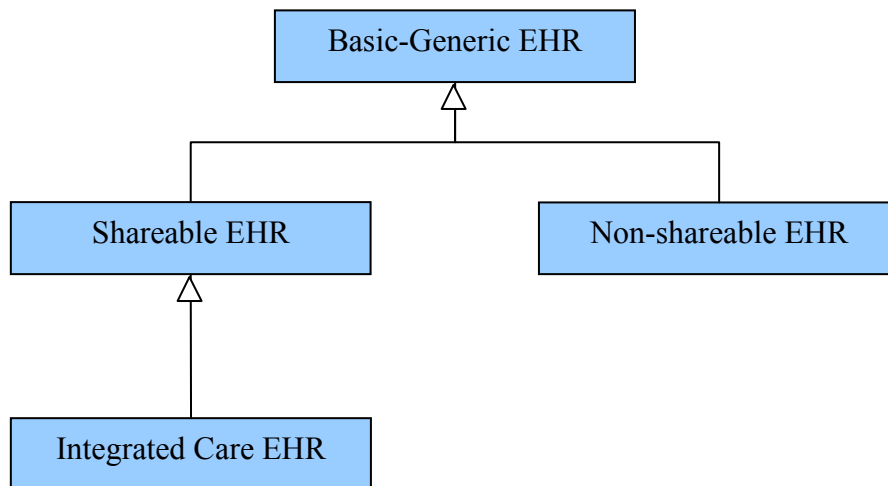 Basic-Generic EHR
Shareable EHR
Non-shareable EHR
Integrated Care EHR